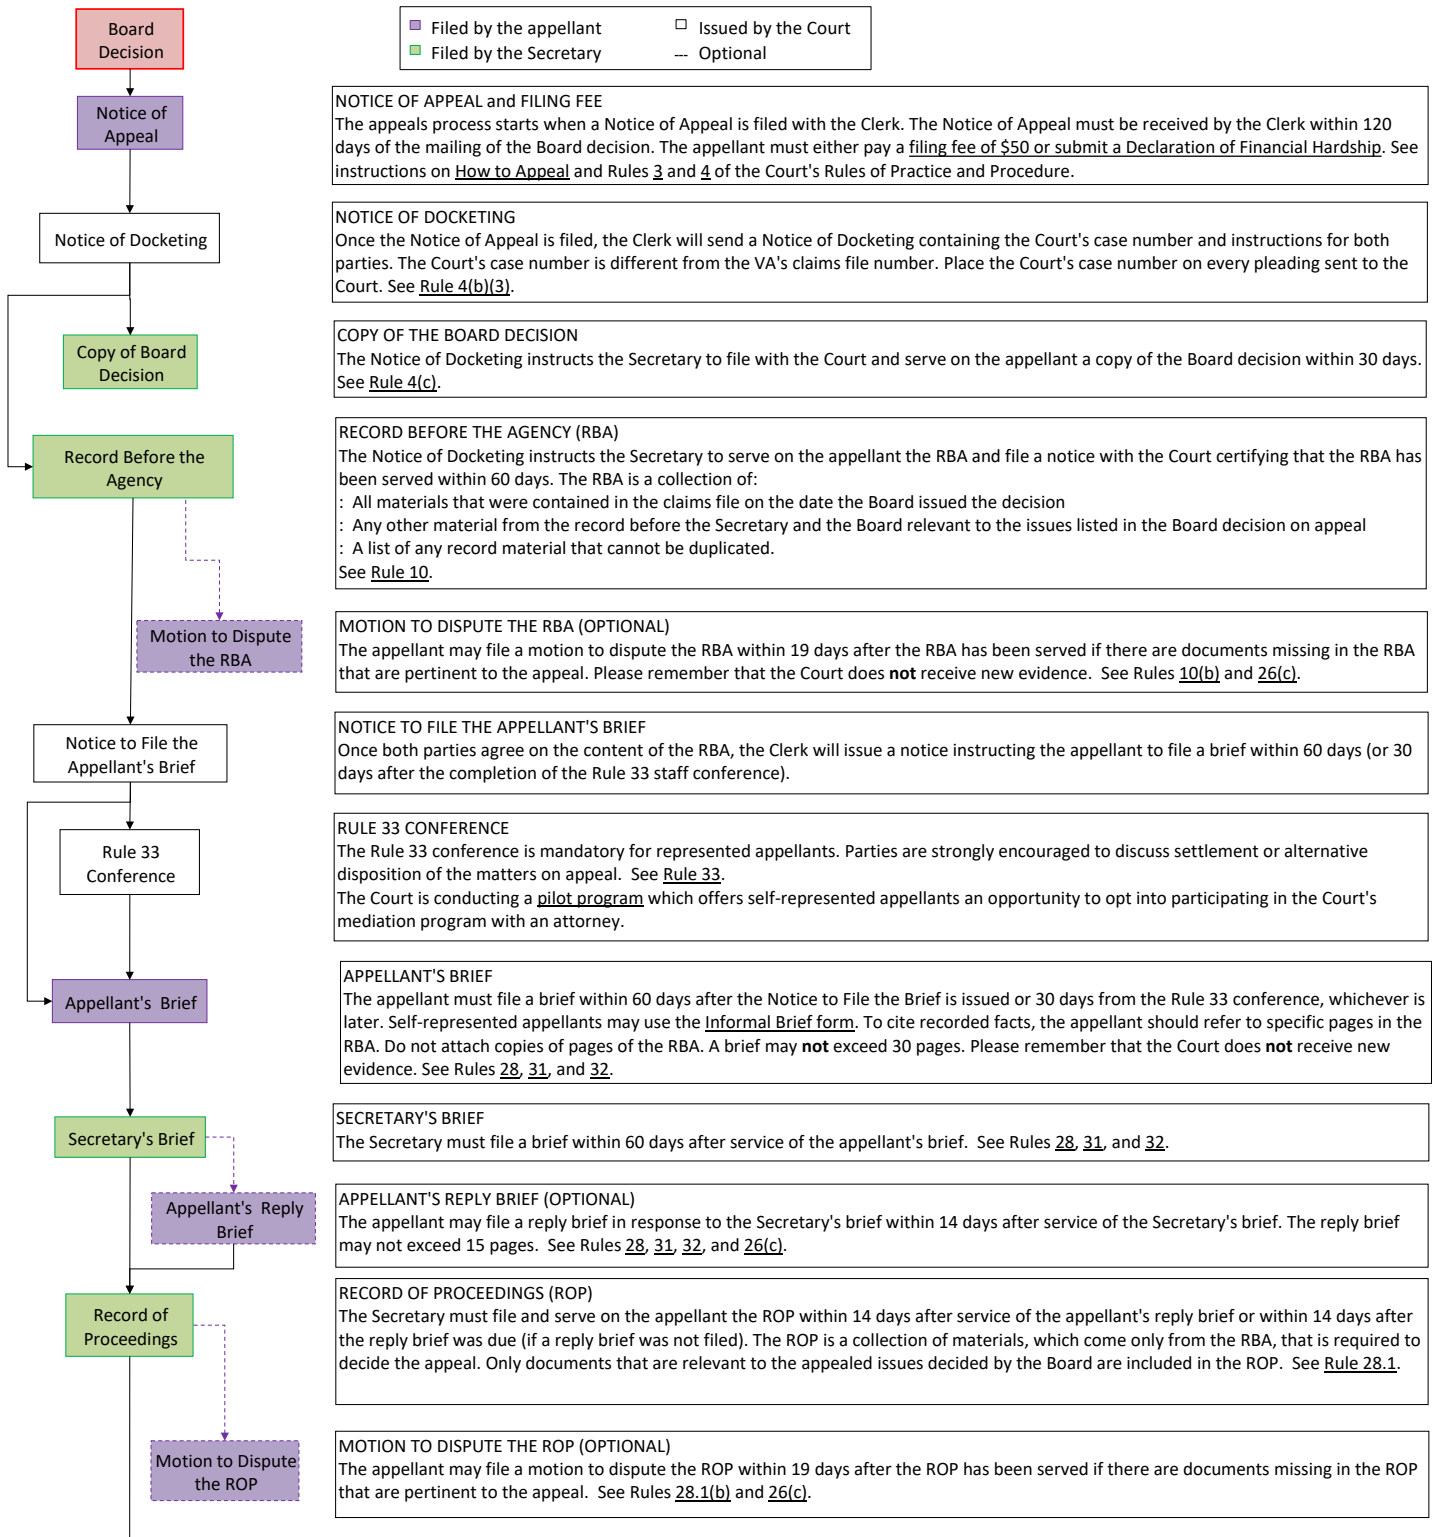 Board
Decision
Filed by the appellant
Issued by the Court
Filed by the Secretary
--- Optional
Notice of
Appeal
NOTICE OF APPEAL and FILING FEE
The appeals process starts when a Notice of Appeal is filed with the Clerk. The Notice of Appeal must be received by the Clerk within 120
days of the mailing of the Board decision. The appellant must either pay a filing fee of $50 or submit a Declaration of Financial Hardship. See
instructions on How to Appeal and Rules 3 and 4 of the Court's Rules of Practice and Procedure.
Notice of Docketing
NOTICE OF DOCKETING
Once the Notice of Appeal is filed, the Clerk will send a Notice of Docketing containing the Court's case number and instructions for both
parties. The Court's case number is different from the VA's claims file number. Place the Court's case number on every pleading sent to the
Court. See Rule 4(b)(3).
Copy of Board
Decision
COPY OF THE BOARD DECISION
The Notice of Docketing instructs the Secretary to file with the Court and serve on the appellant a copy of the Board decision within 30 days.
See Rule 4(c).
Record Before the
Agency
RECORD BEFORE THE AGENCY (RBA)
The Notice of Docketing instructs the Secretary to serve on the appellant the RBA and file a notice with the Court certifying that the RBA has
been served within 60 days. The RBA is a collection of:
: All materials that were contained in the claims file on the date the Board issued the decision
: Any other material from the record before the Secretary and the Board relevant to the issues listed in the Board decision on appeal
: A list of any record material that cannot be duplicated.
See Rule 10.
Motion to Dispute
the RBA
MOTION TO DISPUTE THE RBA (OPTIONAL)
The appellant may file a motion to dispute the RBA within 19 days after the RBA has been served if there are documents missing in the RBA
that are pertinent to the appeal. Please remember that the Court does not receive new evidence. See Rules 10(b) and 26(c).
Notice to File the
Appellant's Brief
NOTICE TO FILE THE APPELLANT'S BRIEF
Once both parties agree on the content of the RBA, the Clerk will issue a notice instructing the appellant to file a brief within 60 days (or 30
days after the completion of the Rule 33 staff conference).
Rule 33
Conference
RULE 33 CONFERENCE
The Rule 33 conference is mandatory for represented appellants. Parties are strongly encouraged to discuss settlement or alternative
disposition of the matters on appeal. See Rule 33.
The Court is conducting a pilot program which offers self-represented appellants an opportunity to opt into participating in the Court's
mediation program with an attorney.
Appellant's Brief
APPELLANT'S BRIEF
The appellant must file a brief within 60 days after the Notice to File the Brief is issued or 30 days from the Rule 33 conference, whichever is
later. Self-represented appellants may use the Informal Brief form. To cite recorded facts, the appellant should refer to specific pages in the
RBA. Do not attach copies of pages of the RBA. A brief may not exceed 30 pages. Please remember that the Court does not receive new
evidence. See Rules 28, 31, and 32.
Secretary's Brief
SECRETARY'S BRIEF
The Secretary must file a brief within 60 days after service of the appellant's brief. See Rules 28, 31, and 32.
Appellant's Reply
Brief
APPELLANT'S REPLY BRIEF (OPTIONAL)
The appellant may file a reply brief in response to the Secretary's brief within 14 days after service of the Secretary's brief. The reply brief
may not exceed 15 pages. See Rules 28, 31, 32, and 26(c).
Record of
Proceedings
RECORD OF PROCEEDINGS (ROP)
The Secretary must file and serve on the appellant the ROP within 14 days after service of the appellant's reply brief or within 14 days after
the reply brief was due (if a reply brief was not filed). The ROP is a collection of materials, which come only from the RBA, that is required to
decide the appeal. Only documents that are relevant to the appealed issues decided by the Board are included in the ROP. See Rule 28.1.
Motion to Dispute
the ROP
MOTION TO DISPUTE THE ROP (OPTIONAL)
The appellant may file a motion to dispute the ROP within 19 days after the ROP has been served if there are documents missing in the ROP
that are pertinent to the appeal. See Rules 28.1(b) and 26(c).